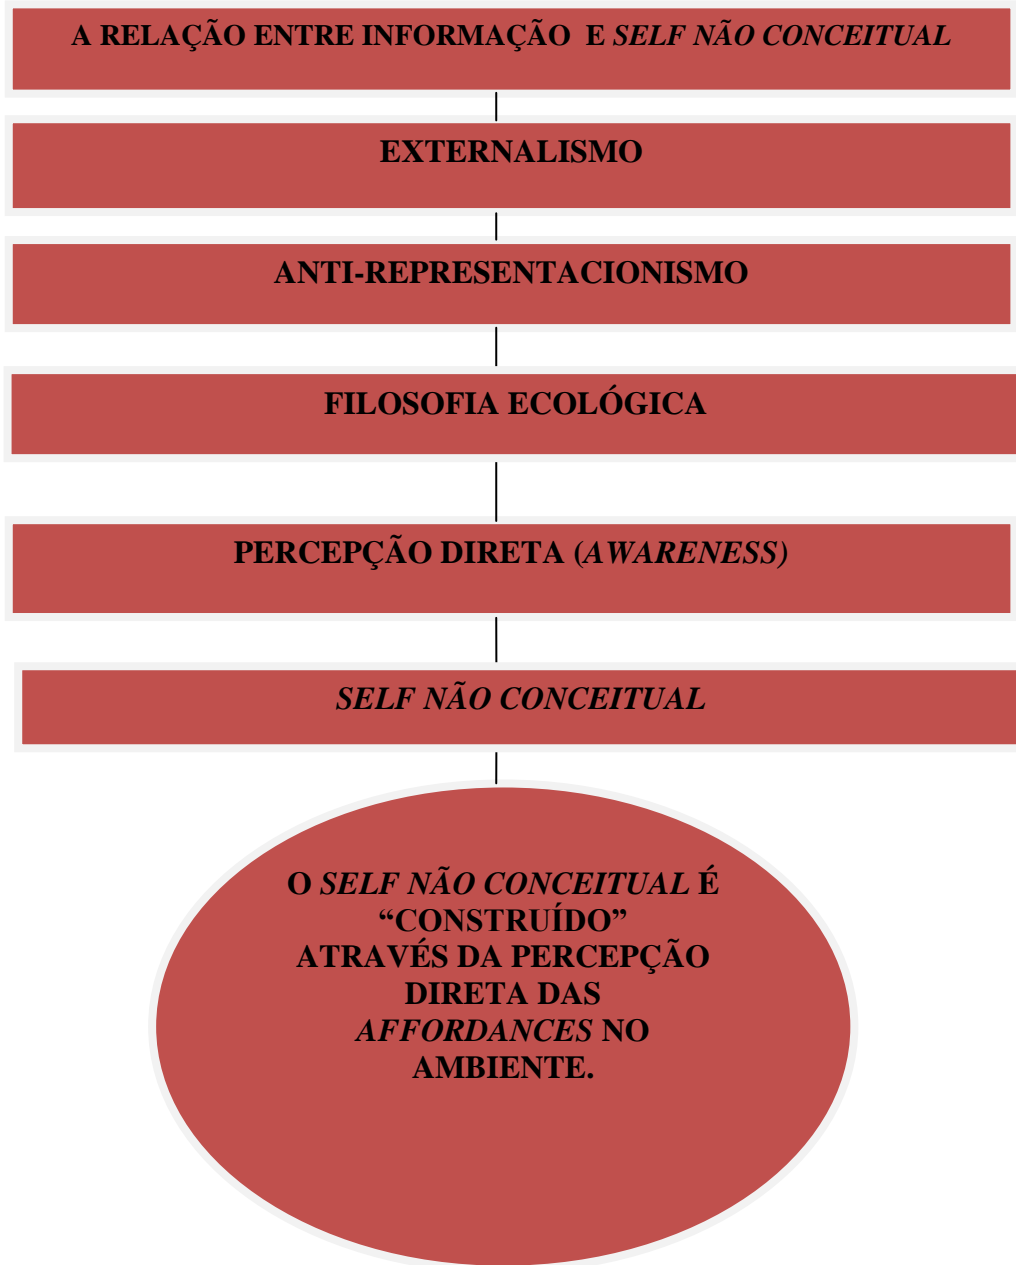 A RELAÇÃO ENTRE INFORMAÇÃO E SELF NÃO CONCEITUAL
EXTERNALISMO
ANTI-REPRESENTACIONISMO
FILOSOFIA ECOLÓGICA
PERCEPÇÃO DIRETA (AWARENESS)
SELF NÃO CONCEITUAL
O SELF NÃO CONCEITUAL É
“CONSTRUÍDO”
ATRAVÉS DA PERCEPÇÃO
DIRETA DAS
AFFORDANCES NO
AMBIENTE.